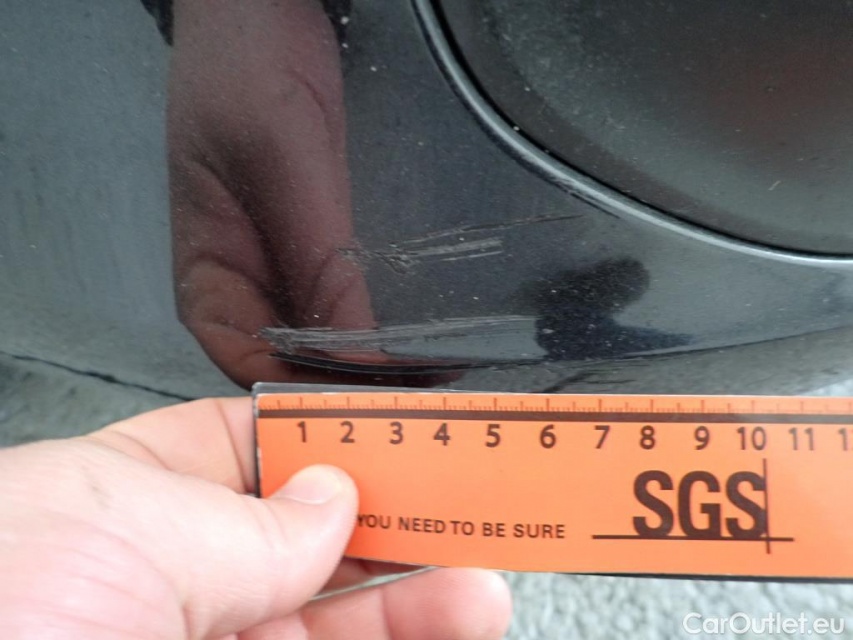 1 2 3 4 5 6 7 8 9 10 11
SGS
YOU NEED TO BE SURE
CarOutlet.eu